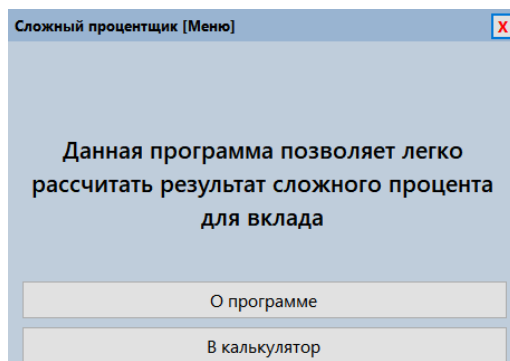 Сложный процентщик [Меню]
X
Данная программа позволяет легко
рассчитать результат сложного процента
для вклада
О программе
В калькулятор